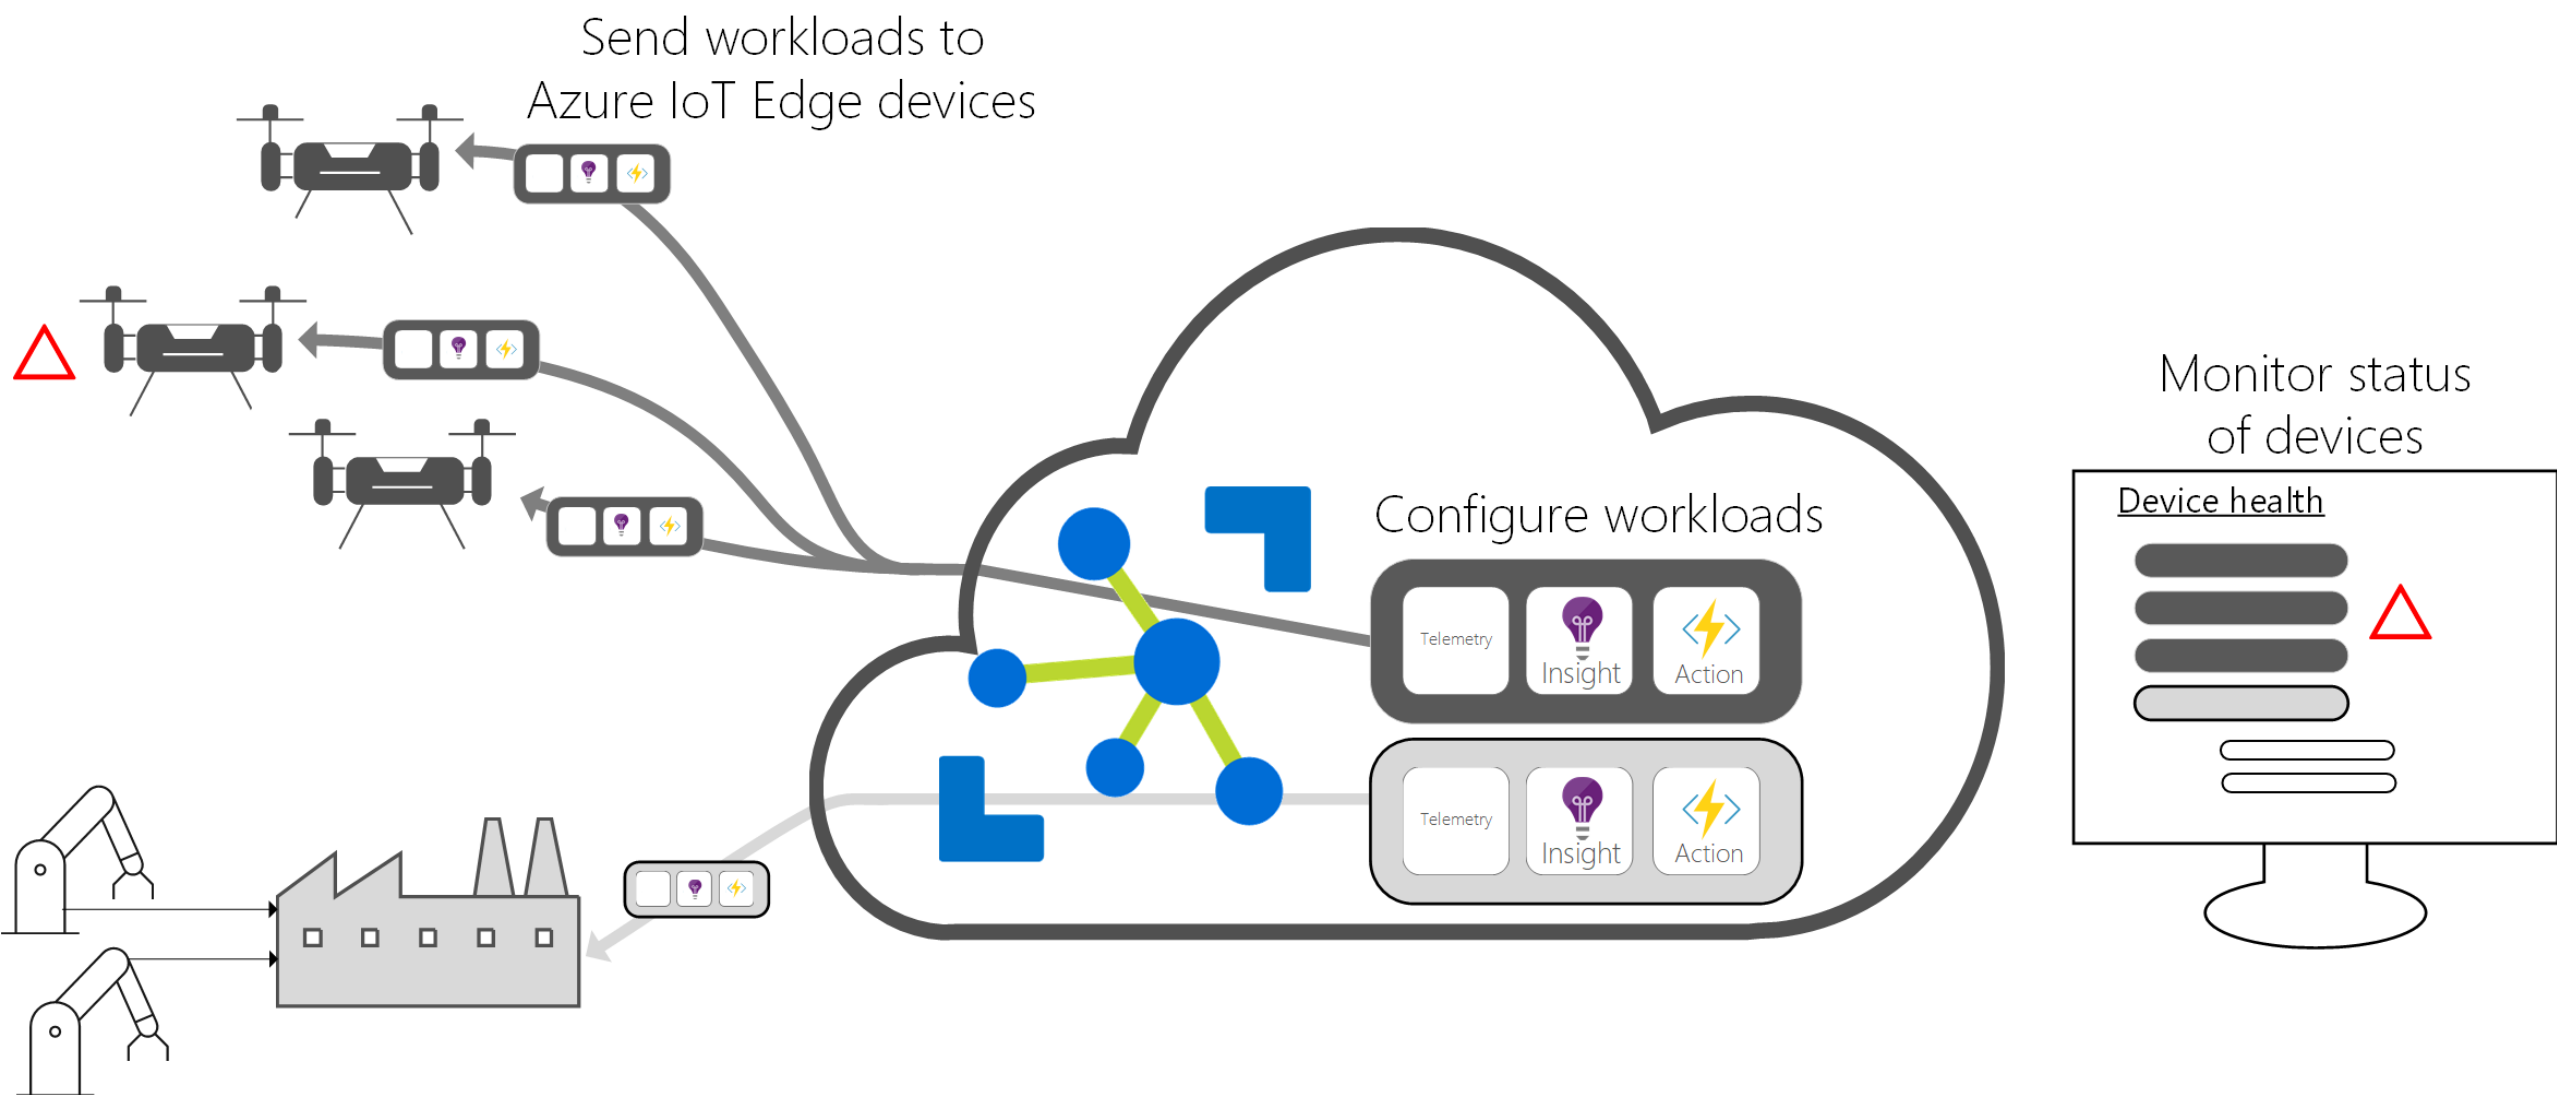 Send workloads to
Azure IoT Edge devices
Configure workloads
Telemetry
Insight
Action
Telemetry
Insight
Action
Monitor status
of devices
Device health